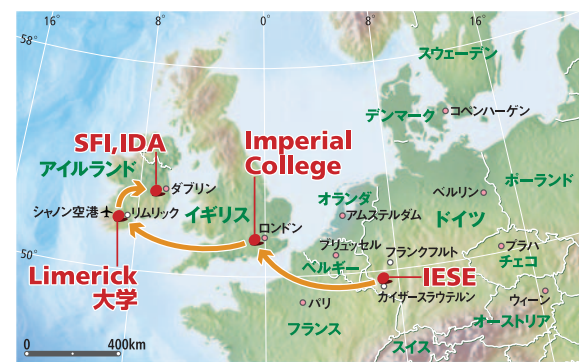 16°
8°
0°
8°
16°
58°
スウェーデン
デンマーク
コペンハーゲン
SFI,IDA
Imperial
College
アイルランド
ダブリン
オランダ
ベルリン
ポーランド
シャノン空港
リムリック
イギリス
アムステルダム
ドイツ
ロンドン
ブリュッセル
フランクフルト
プラハ
50°
ベルギー
チェコ
Limerick
大学
IESE
カイザースラウテルン
パリ
ウィーン
フランス
オーストリア
スイス
0
400km